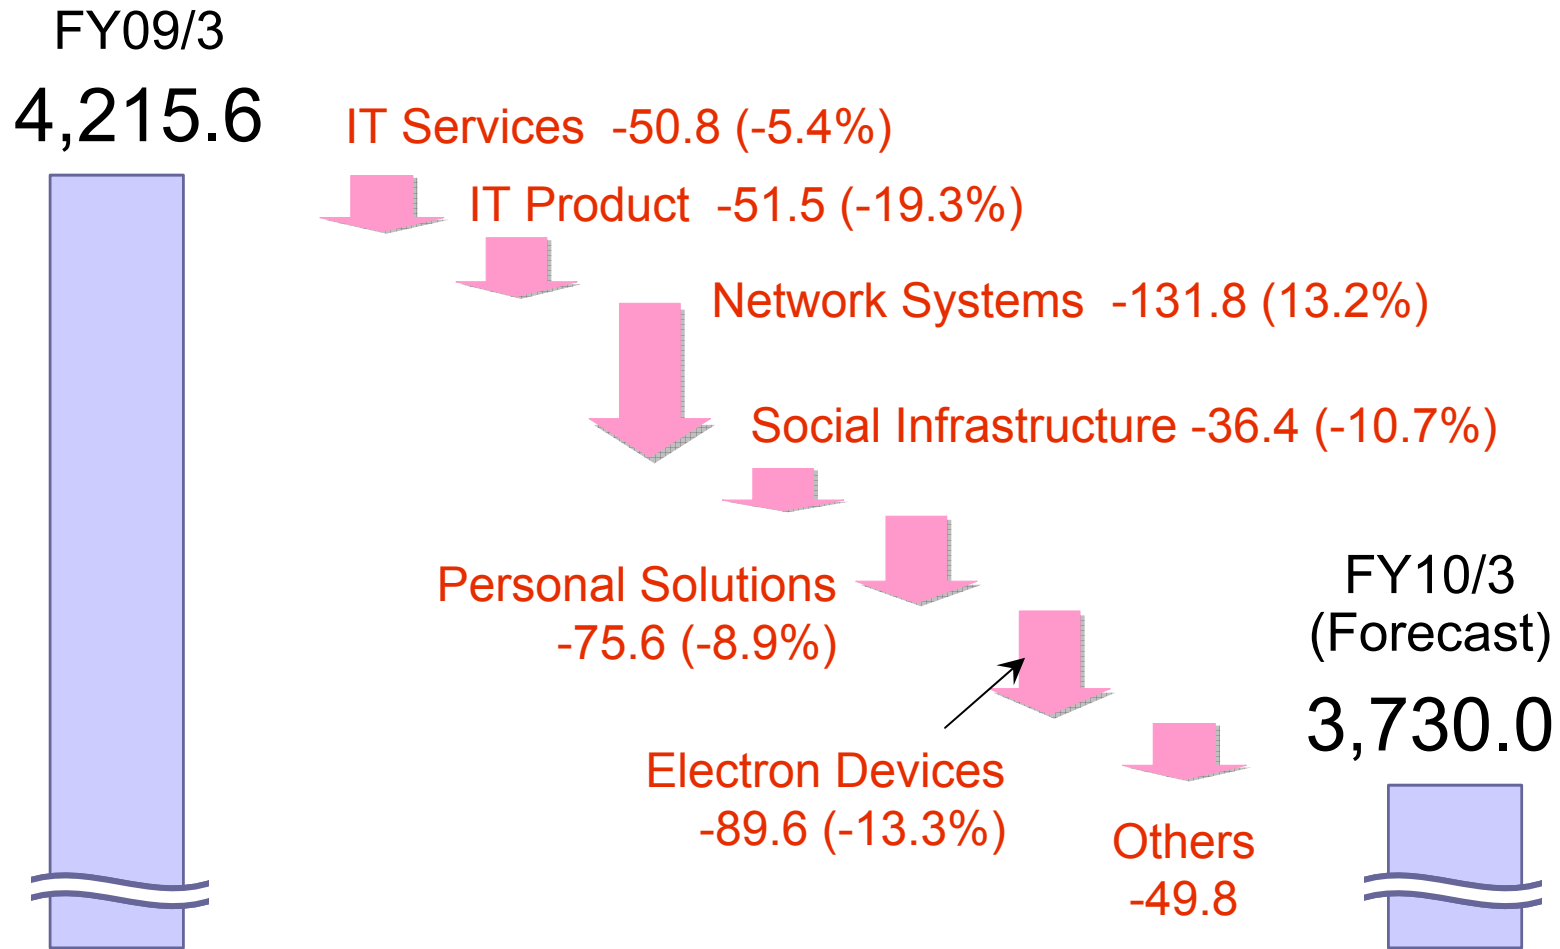 FY09/3
4,215.6
IT Services -50.8 (-5.4%)
IT Product -51.5 (-19.3%)
Network Systems -131.8 (13.2%)
Social Infrastructure -36.4 (-10.7%)
Personal Solutions
-75.6 (-8.9%)
Electron Devices
-89.6 (-13.3%)
Others
-49.8
FY10/3
(Forecast)
3,730.0